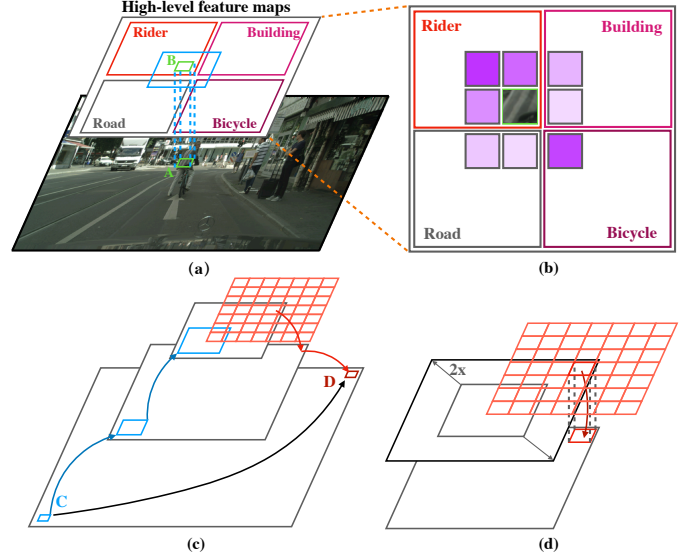 High-level feature maps
Rider
Building
B
Road
Bicycle
A
(a)
Rider
Building
Road
Bicycle
(b)
D
C
(c)
2x
(d)